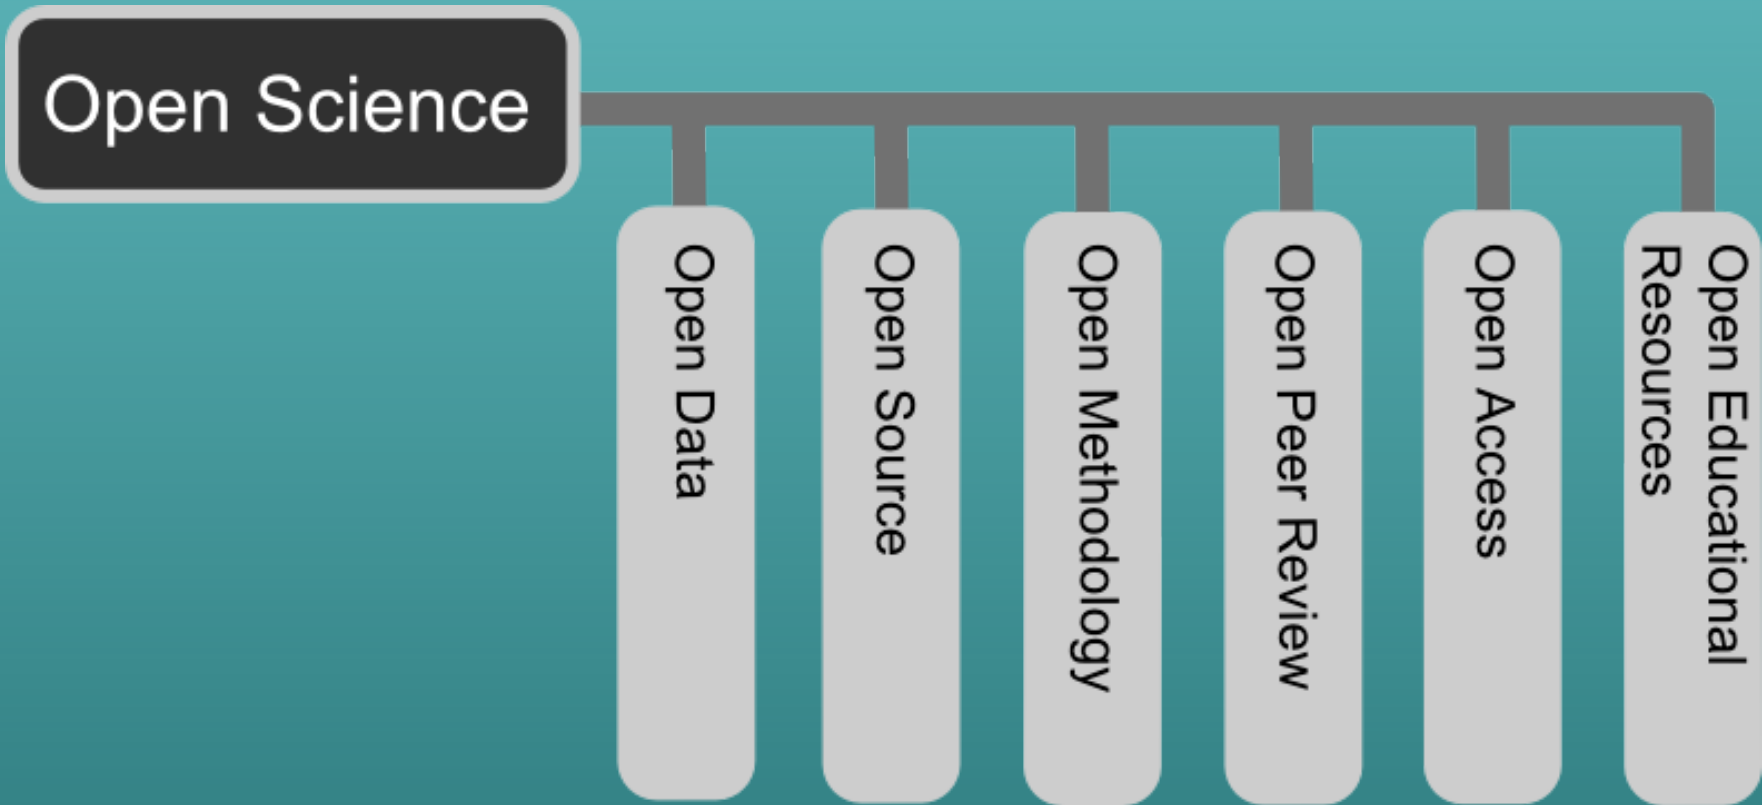 Open Science
Open Data
Open Source
Open Methodology
Open Peer Review
Open Access
Open Educational
Resources